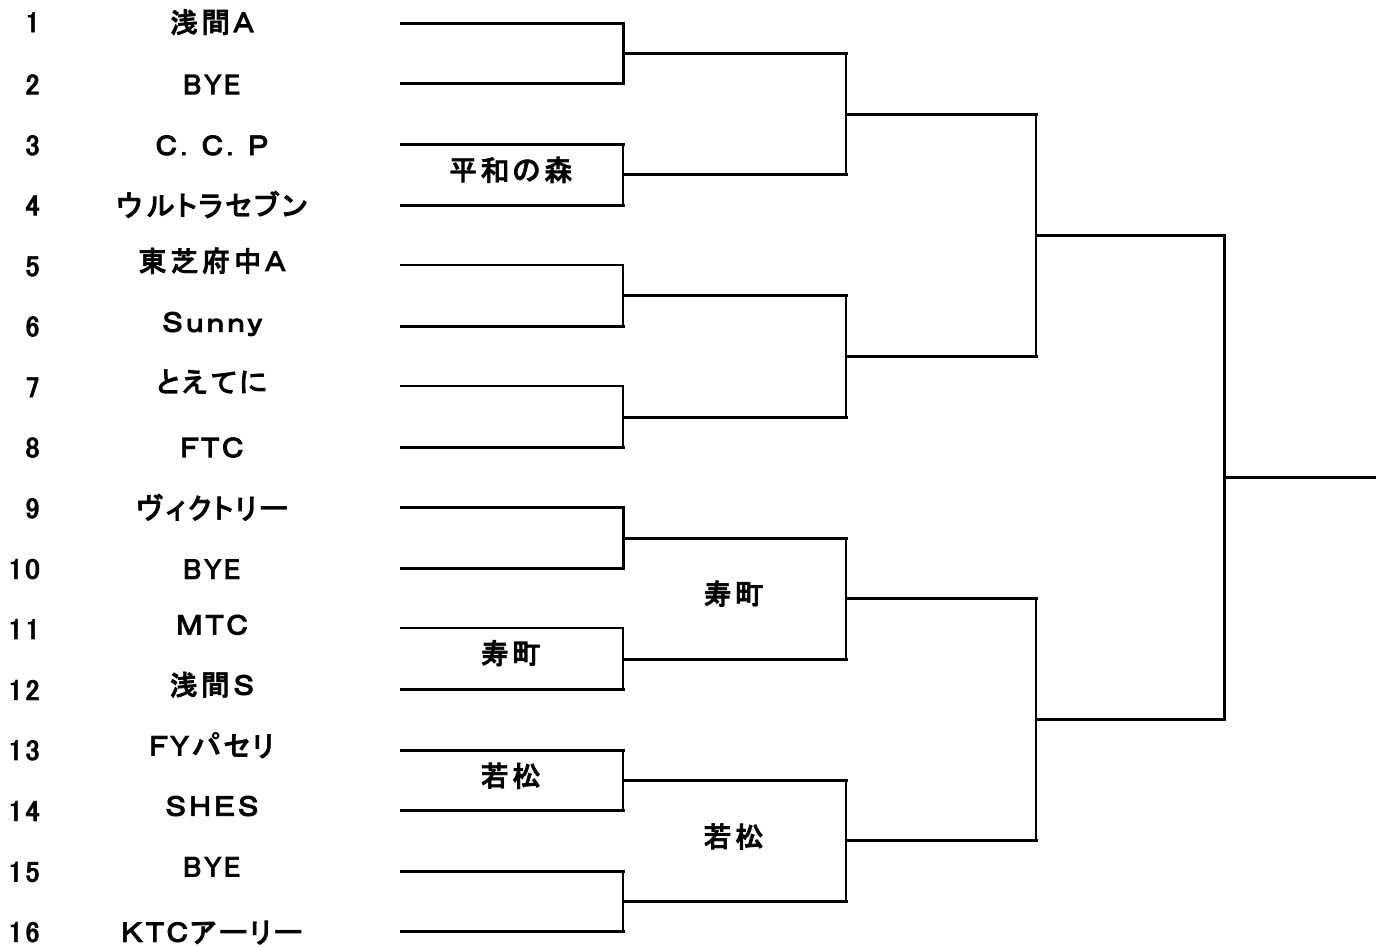 1 浅間A
2 BYE
3 C. C. P
平和の森
4 ウルトラセブン
5 東芝府中A
6 Sunny
7 とえてに
8 FTC
9 ヴィクトリー
10 BYE
寿町
11 MTC
寿町
12 浅間S
13 FYパセリ
若松
14 SHES
若松
15 BYE
16 KTCアーリー